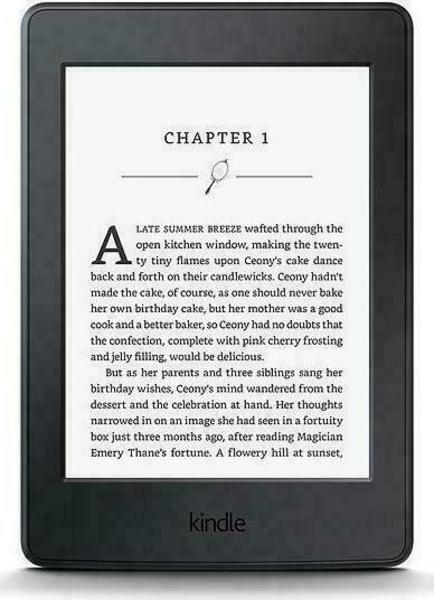 CHAPTER 1
A LATE SUMMER BREEZE wafted through the
open kitchen window, making the twen-
ty tiny flames upon Ceony's cake dance
back and forth on their candlewicks. Ceony hadn't
made the cake, of course, as one should never bake
her own birthday cake, but her mother was a good
cook and a better baker, so Ceony had no doubts that
the confection, complete with pink cherry frosting
and jelly filling, would be delicious.
But as her parents and three siblings sang her
birthday wishes, Ceony's mind wandered from the
dessert and the celebration at hand. Her thoughts
narrowed in on an image she had seen in a fortuity
box just three months ago, after reading Magician
Emery Thane's fortune. A flowery hill at sunset,
kindle